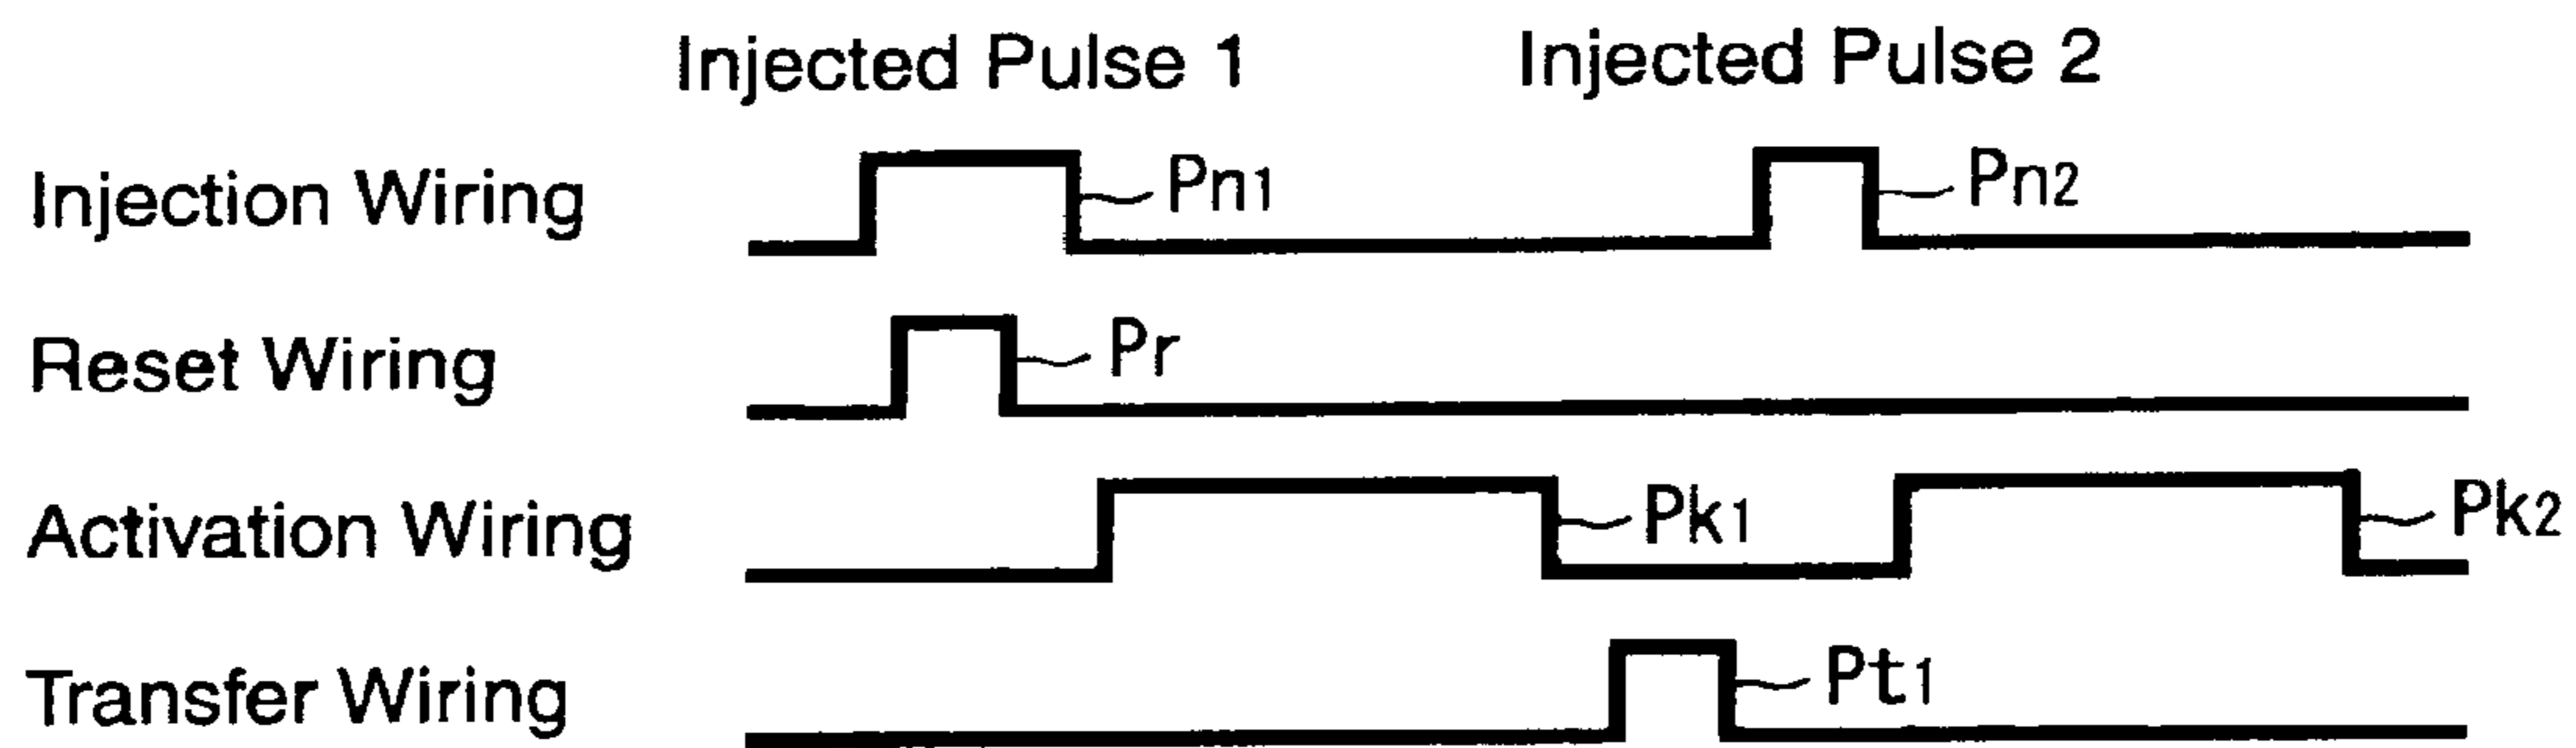 Injected Pulse 1 Injected Pulse 2
Injection Wiring Pn1 Pn2
Reset Wiring Pr
Activation Wiring Pk1 Pk2
Transfer Wiring Pt1